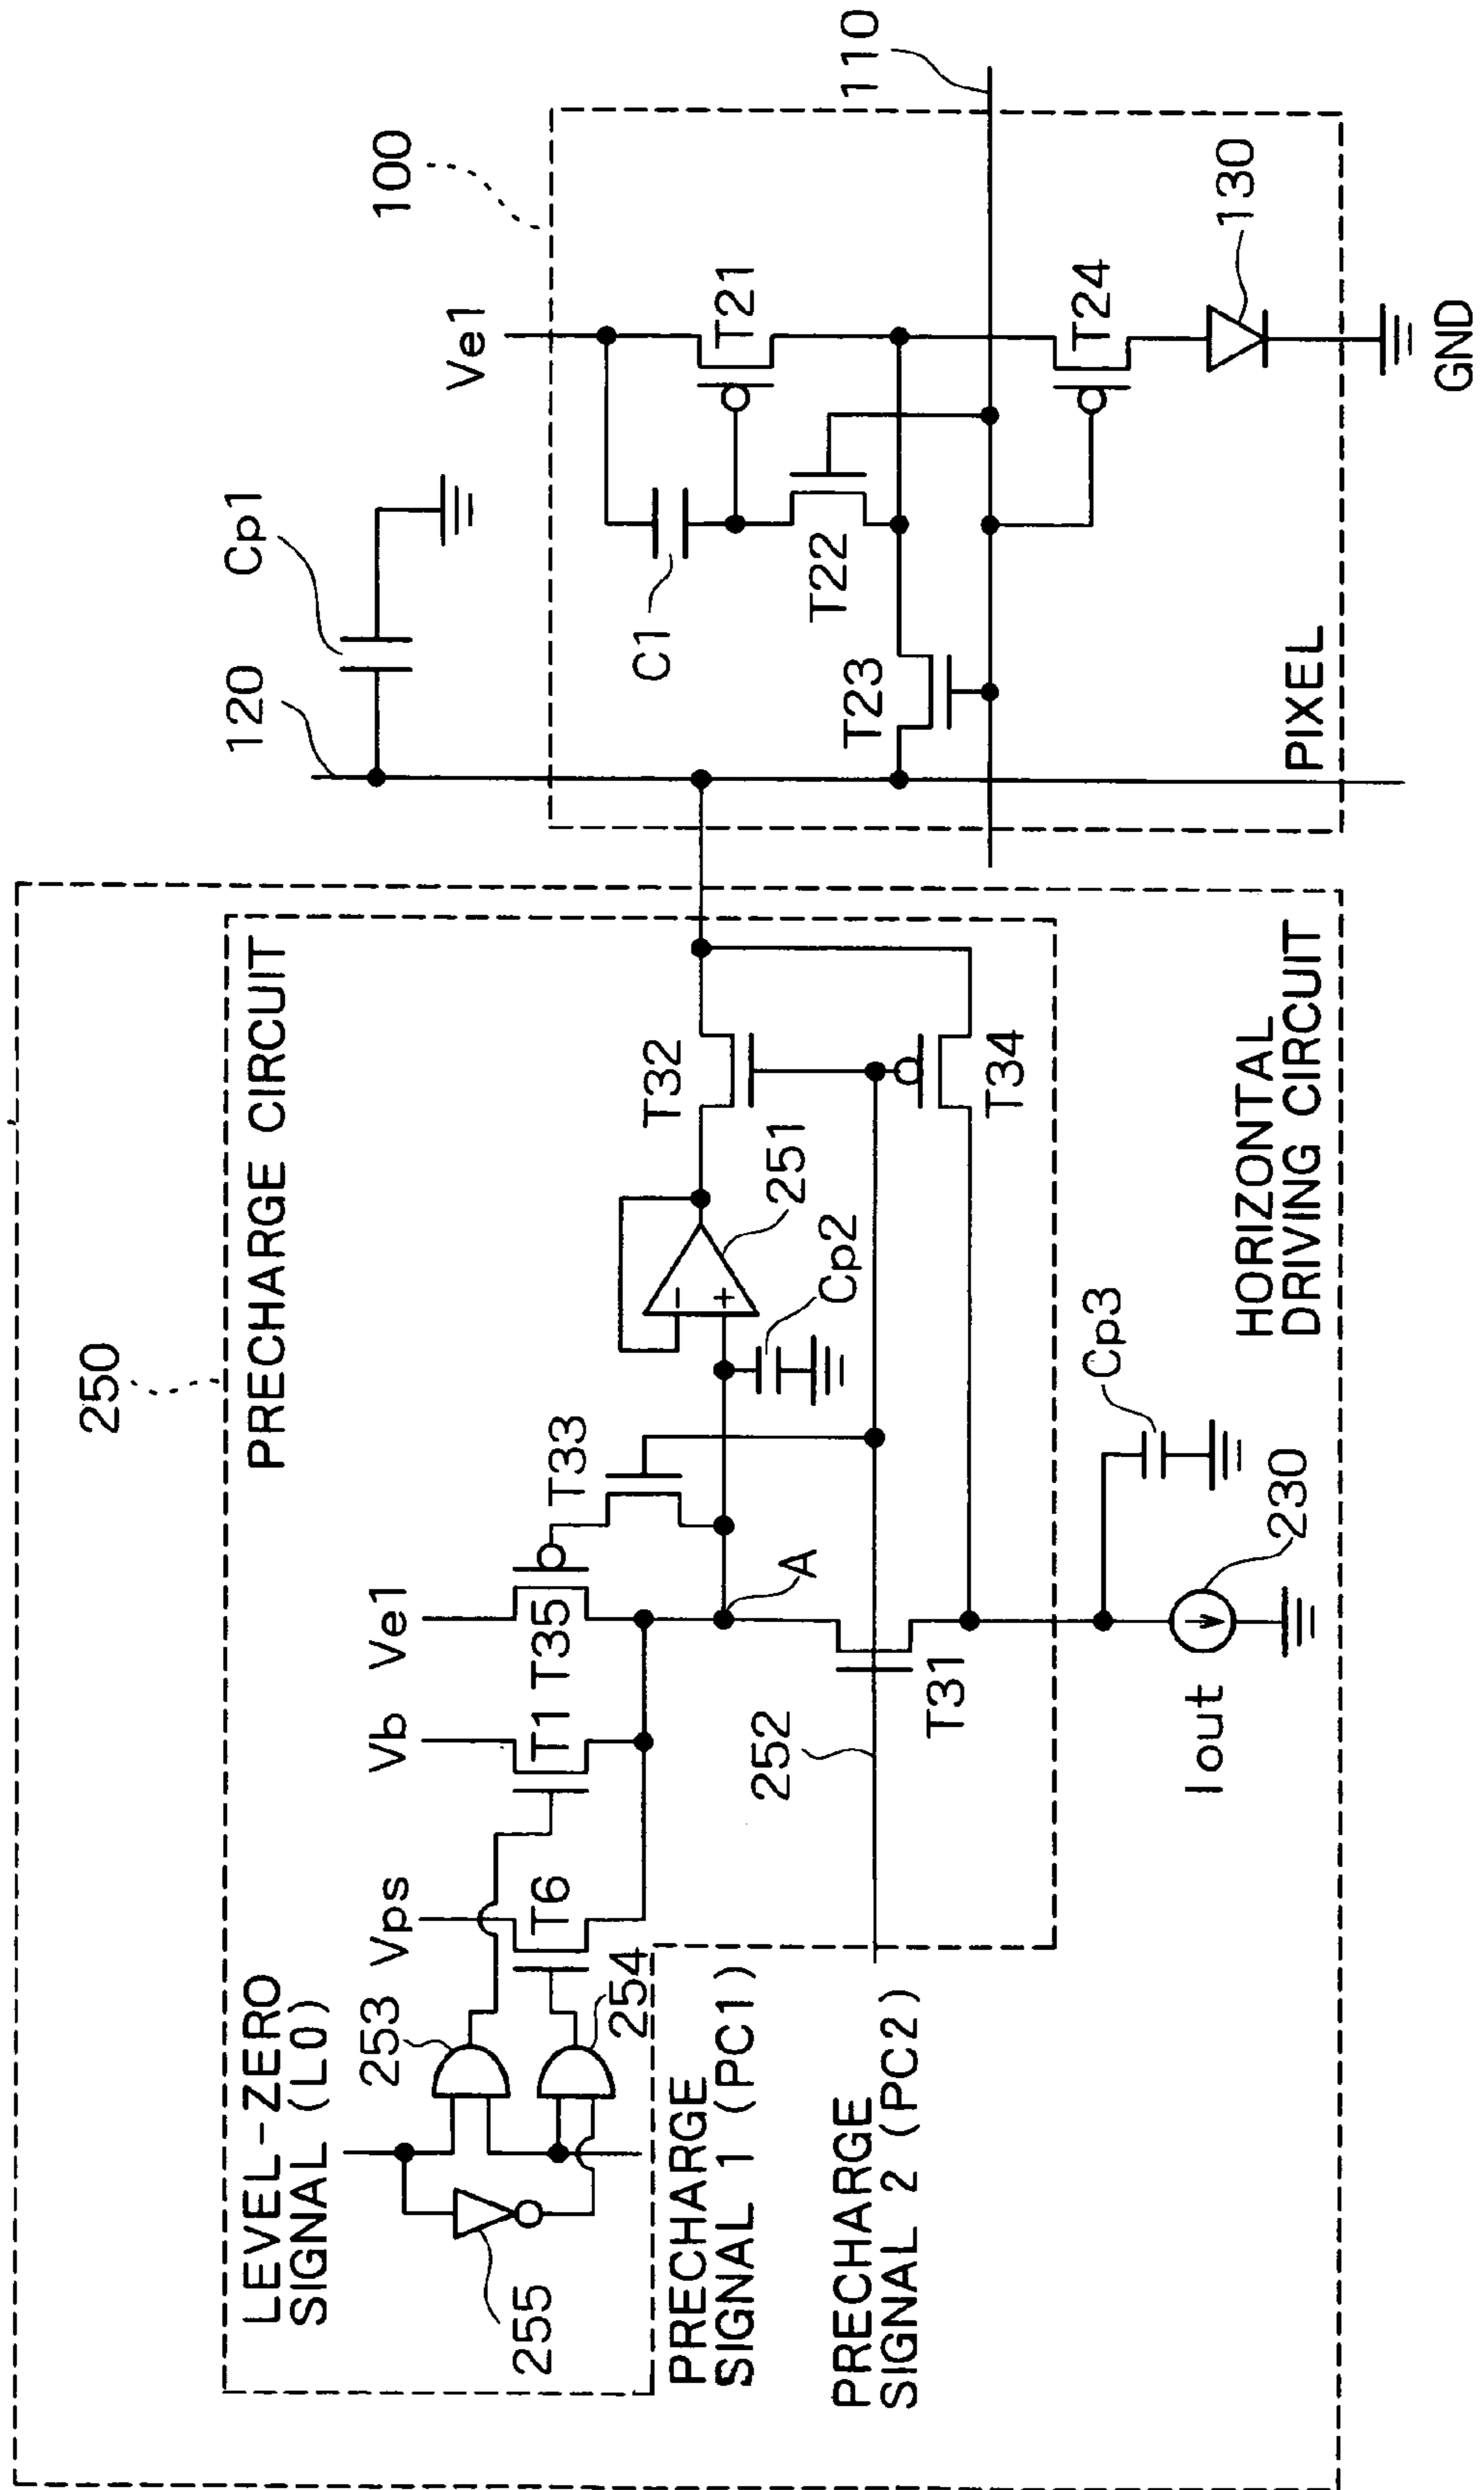 250
PRECHARGE CIRCUIT
LEVEL-ZERO
SIGNAL (L0)
253
254
255
Vps
Vb
Ve1
T6
T1
T35
T33
A
251
Cp2
T32
T34
T31
252
PRECHARGE
SIGNAL 1 (PC1)
PRECHARGE
SIGNAL 2 (PC2)
Iout
230
Cp3
HORIZONTAL
DRIVING CIRCUIT
120
Cp1
100
110
Ve1
C1
T21
T22
T23
T24
130
PIXEL
GND
-
+